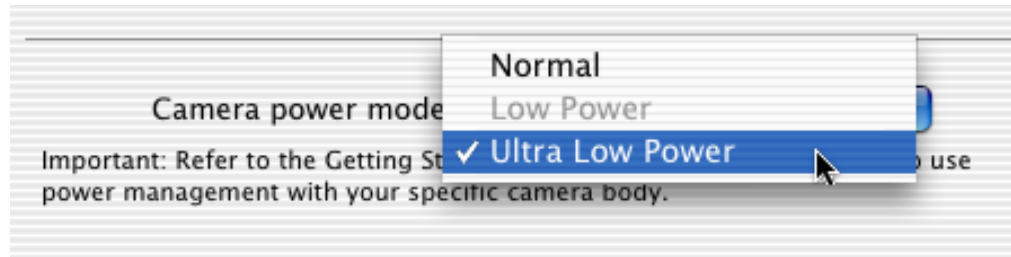 Normal
Camera power mode Low Power
✓ Ultra Low Power
Important: Refer to the Getting St use
power management with your specific camera body.